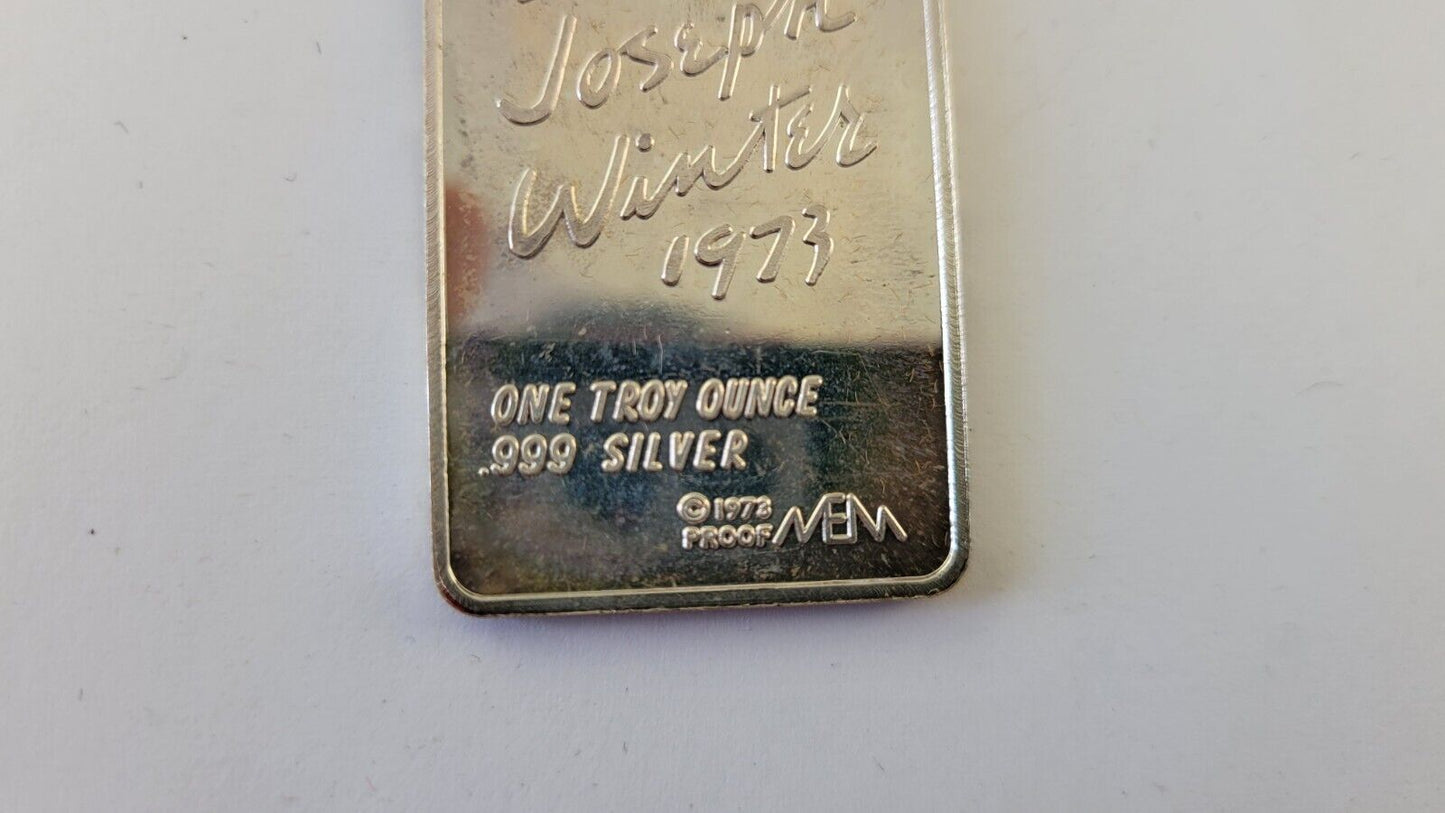 Joseph
Winter
1973
ONE TROY OUNCE
.999 SILVER
© 1973
PROOF MEM